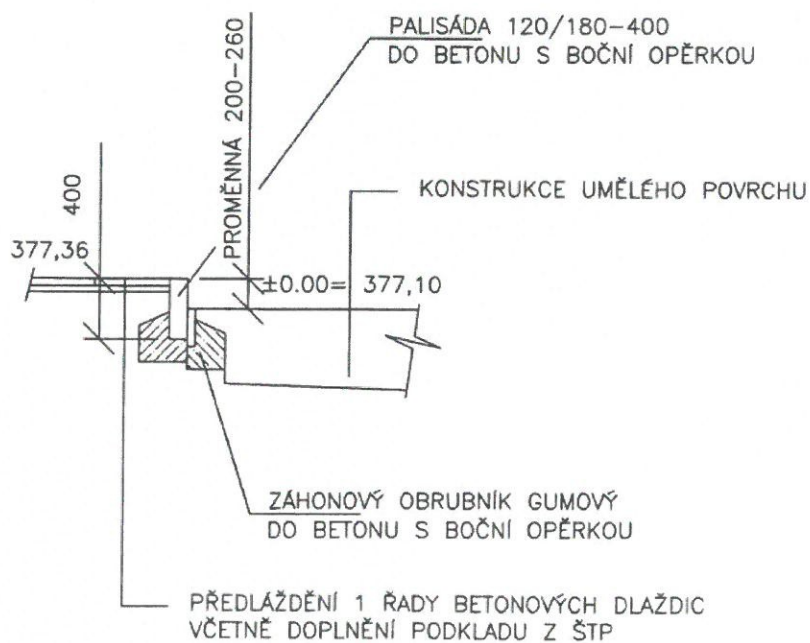 PALISÁDA 120/180-400
DO BETONU S BOČNÍ OPĚRKOU
PROMĚNNÁ 200-260
400
KONSTRUKCE UMĚLÉHO POVRCHU
377,36
±0.00= 377,10
ZÁHONOVÝ OBRUBNÍK GUMOVÝ
DO BETONU S BOČNÍ OPĚRKOU
PŘEDLÁŽDĚNÍ 1 ŘADY BETONOVÝCH DLAŽDIC
VČETNĚ DOPLNĚNÍ PODKLADU Z ŠTP